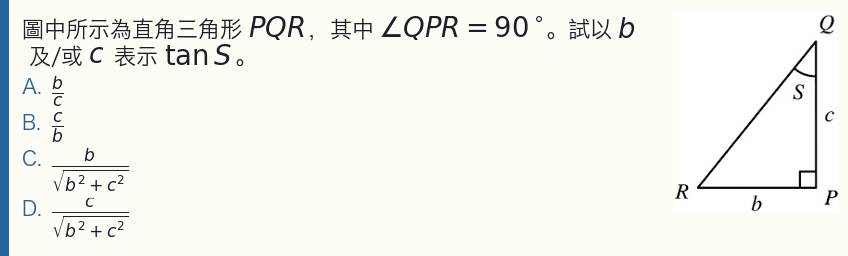 圖中所示為直角三角形 PQR，其中 ∠QPR = 90°。試以 b
及/或 c 表示 tan S。
A. b/c
B. c/b
C. b/√(b²+c²)
D. c/√(b²+c²)
Q
S
c
R
b
P